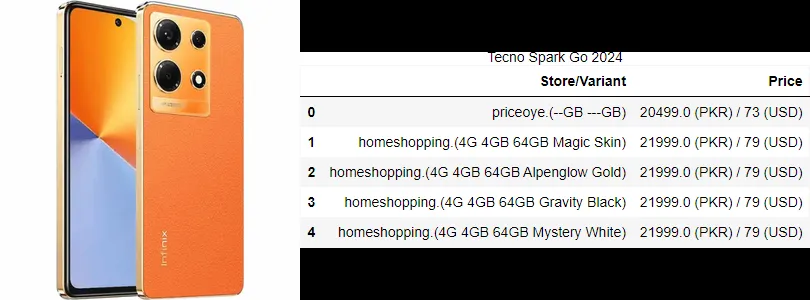 Infinix
Tecno Spark Go 2024
Store/Variant Price
0 priceoye.(--GB ---GB) 20499.0 (PKR) / 73 (USD)
1 homeshopping.(4G 4GB 64GB Magic Skin) 21999.0 (PKR) / 79 (USD)
2 homeshopping.(4G 4GB 64GB Alpenglow Gold) 21999.0 (PKR) / 79 (USD)
3 homeshopping.(4G 4GB 64GB Gravity Black) 21999.0 (PKR) / 79 (USD)
4 homeshopping.(4G 4GB 64GB Mystery White) 21999.0 (PKR) / 79 (USD)